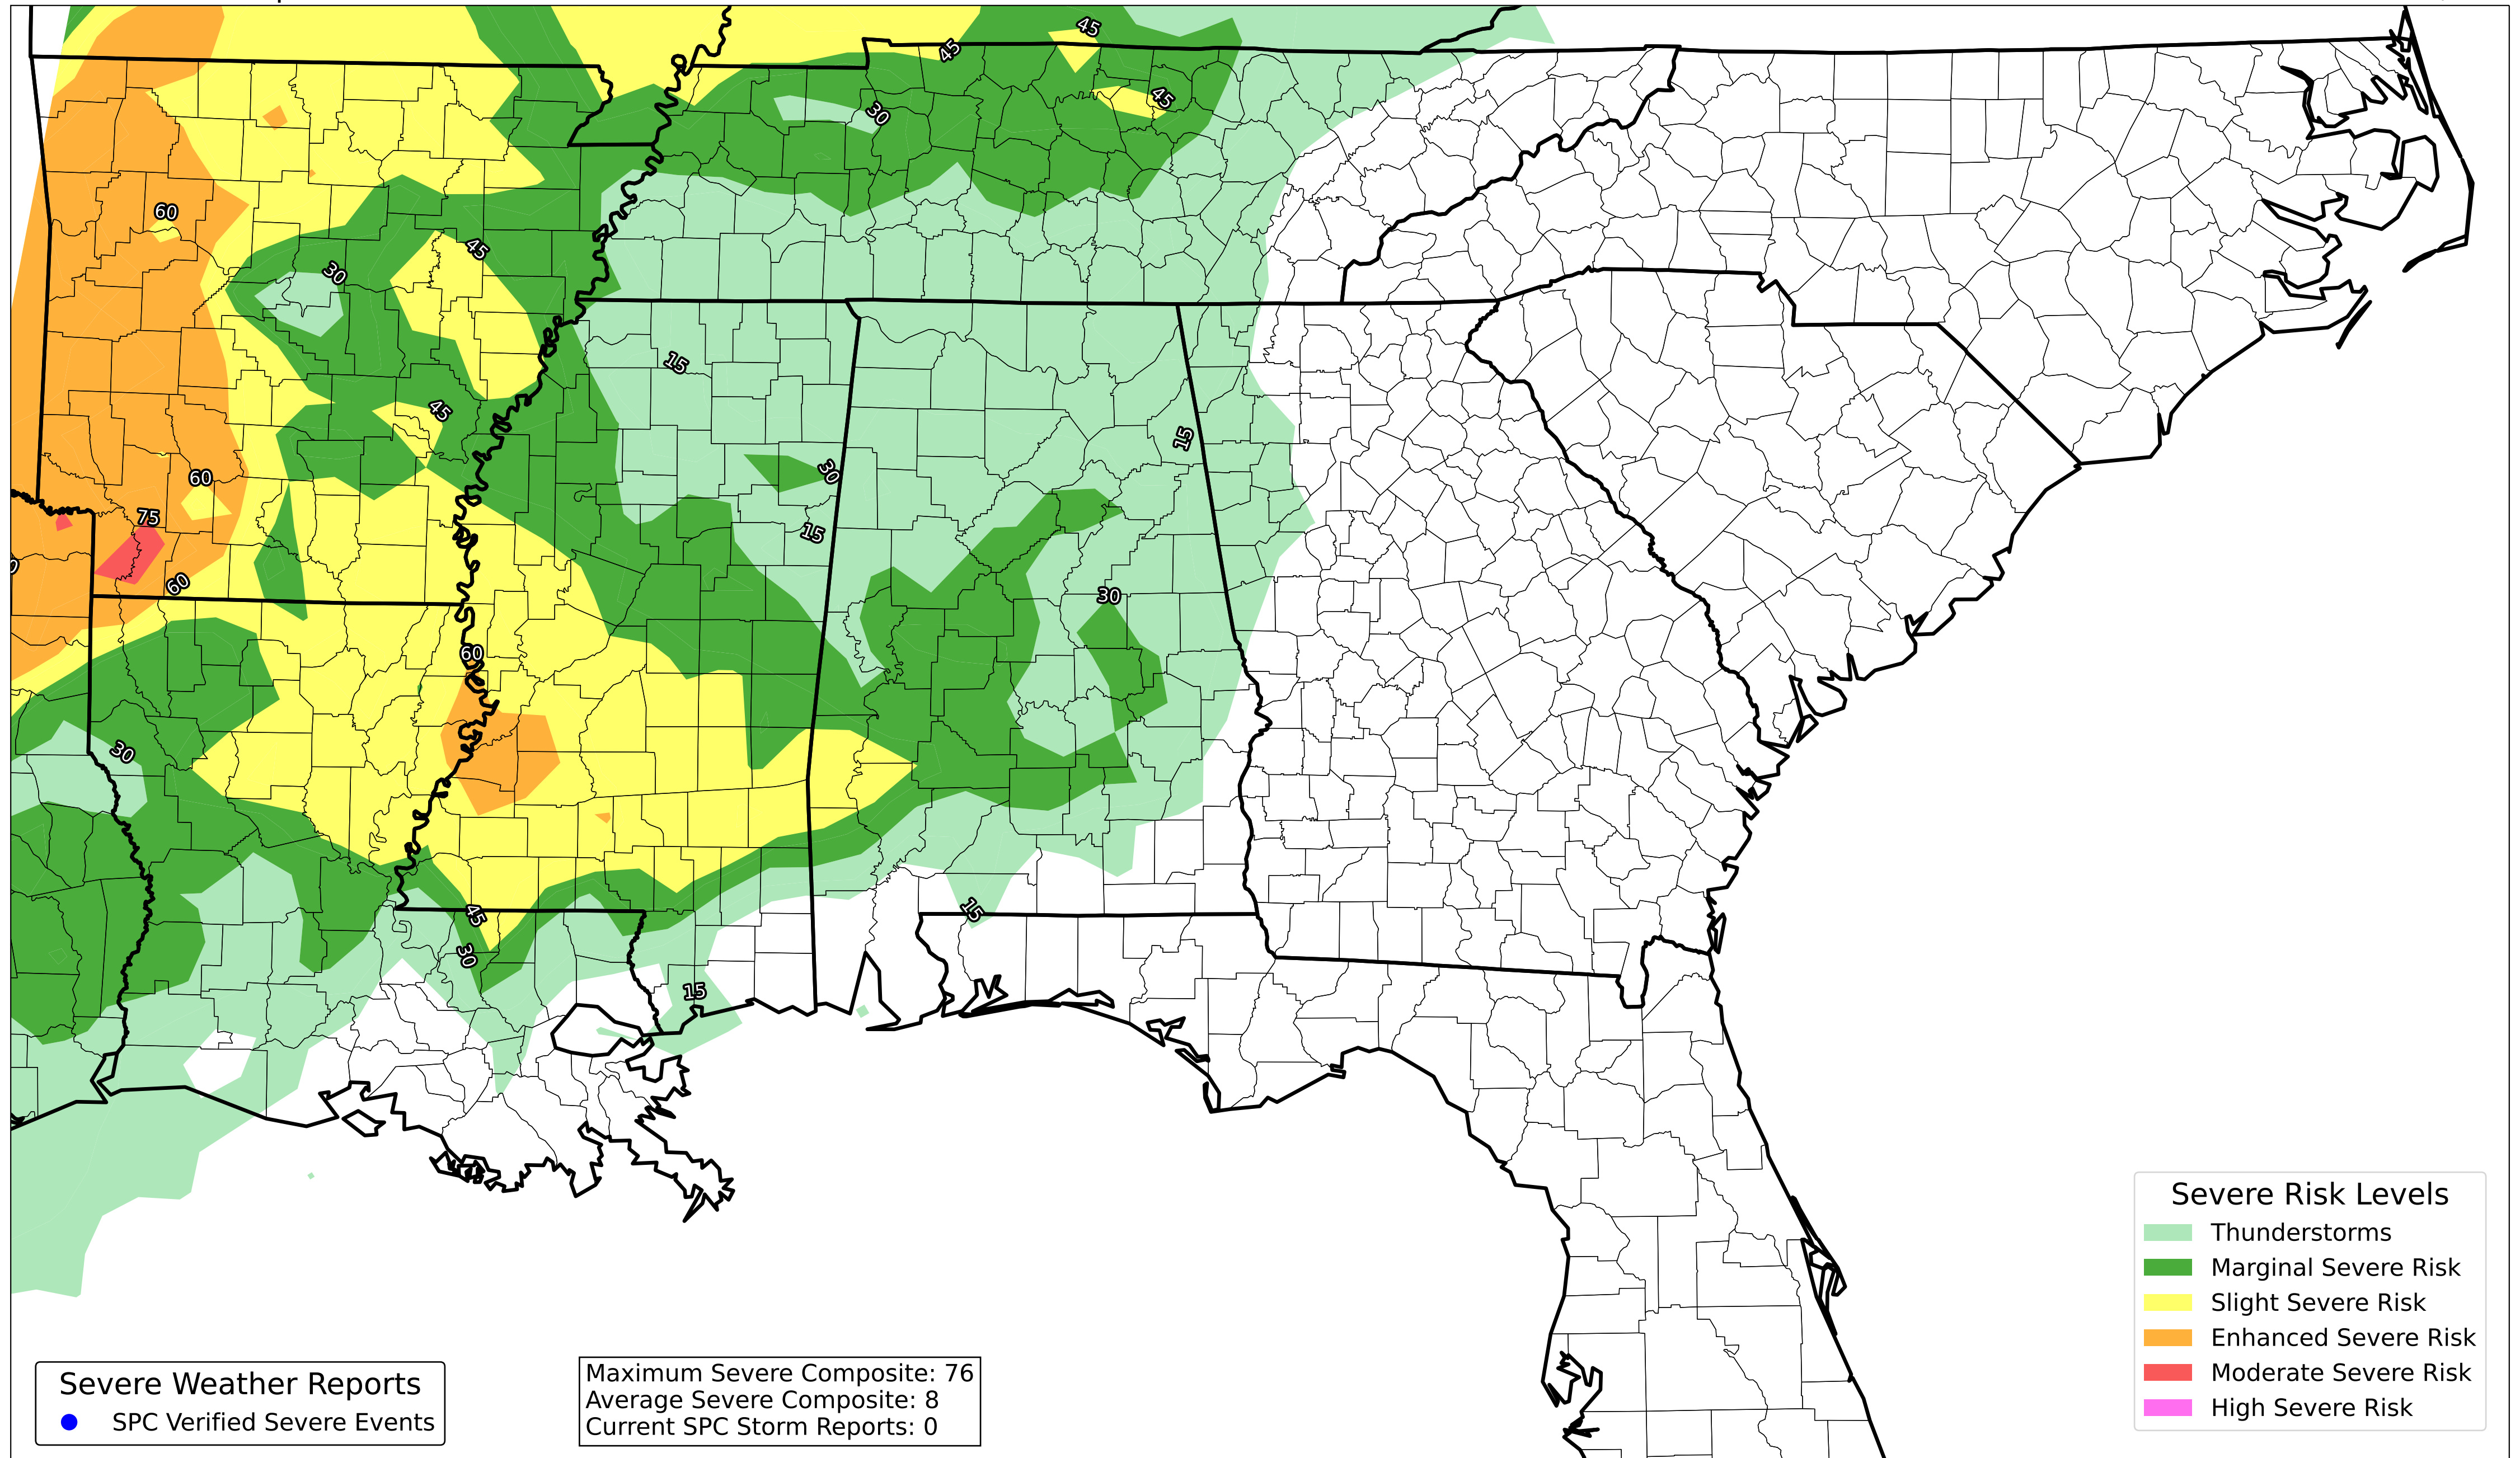 45
45
45
30
60
45
30
15
45
15
30
60
75
15
60
30
60
30
45
15
30
15
Severe Risk Levels
Thunderstorms
Marginal Severe Risk
Slight Severe Risk
Enhanced Severe Risk
Moderate Severe Risk
High Severe Risk
Severe Weather Reports
SPC Verified Severe Events
Maximum Severe Composite: 76
Average Severe Composite: 8
Current SPC Storm Reports: 0